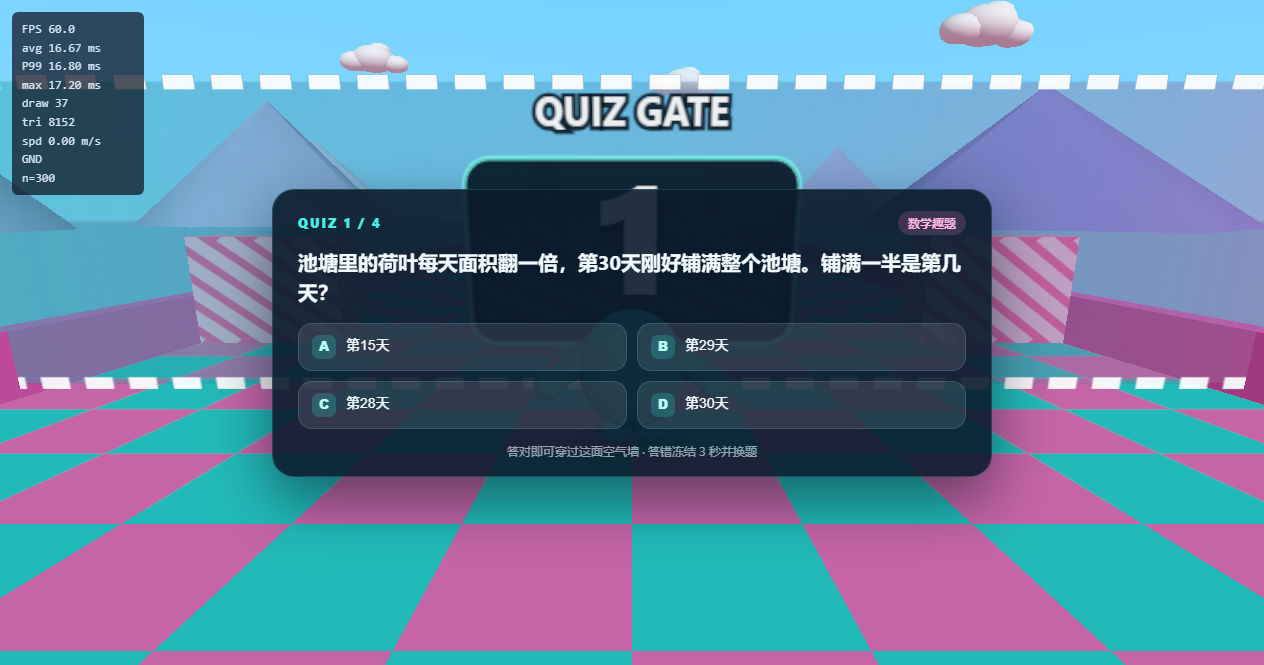 FPS 60.0
avg 16.67 ms
P99 16.80 ms
max 17.20 ms
draw 37
tri 8152
spd 0.00 m/s
GND
n=300
QUIZ GATE
1
QUIZ 1 / 4
数学趣题
池塘里的荷叶每天面积翻一倍，第30天刚好铺满整个池塘。铺满一半是第几
天？
A 第15天
B 第29天
C 第28天
D 第30天
答对即可穿过这面空气墙 · 答错冻结 3 秒并换题